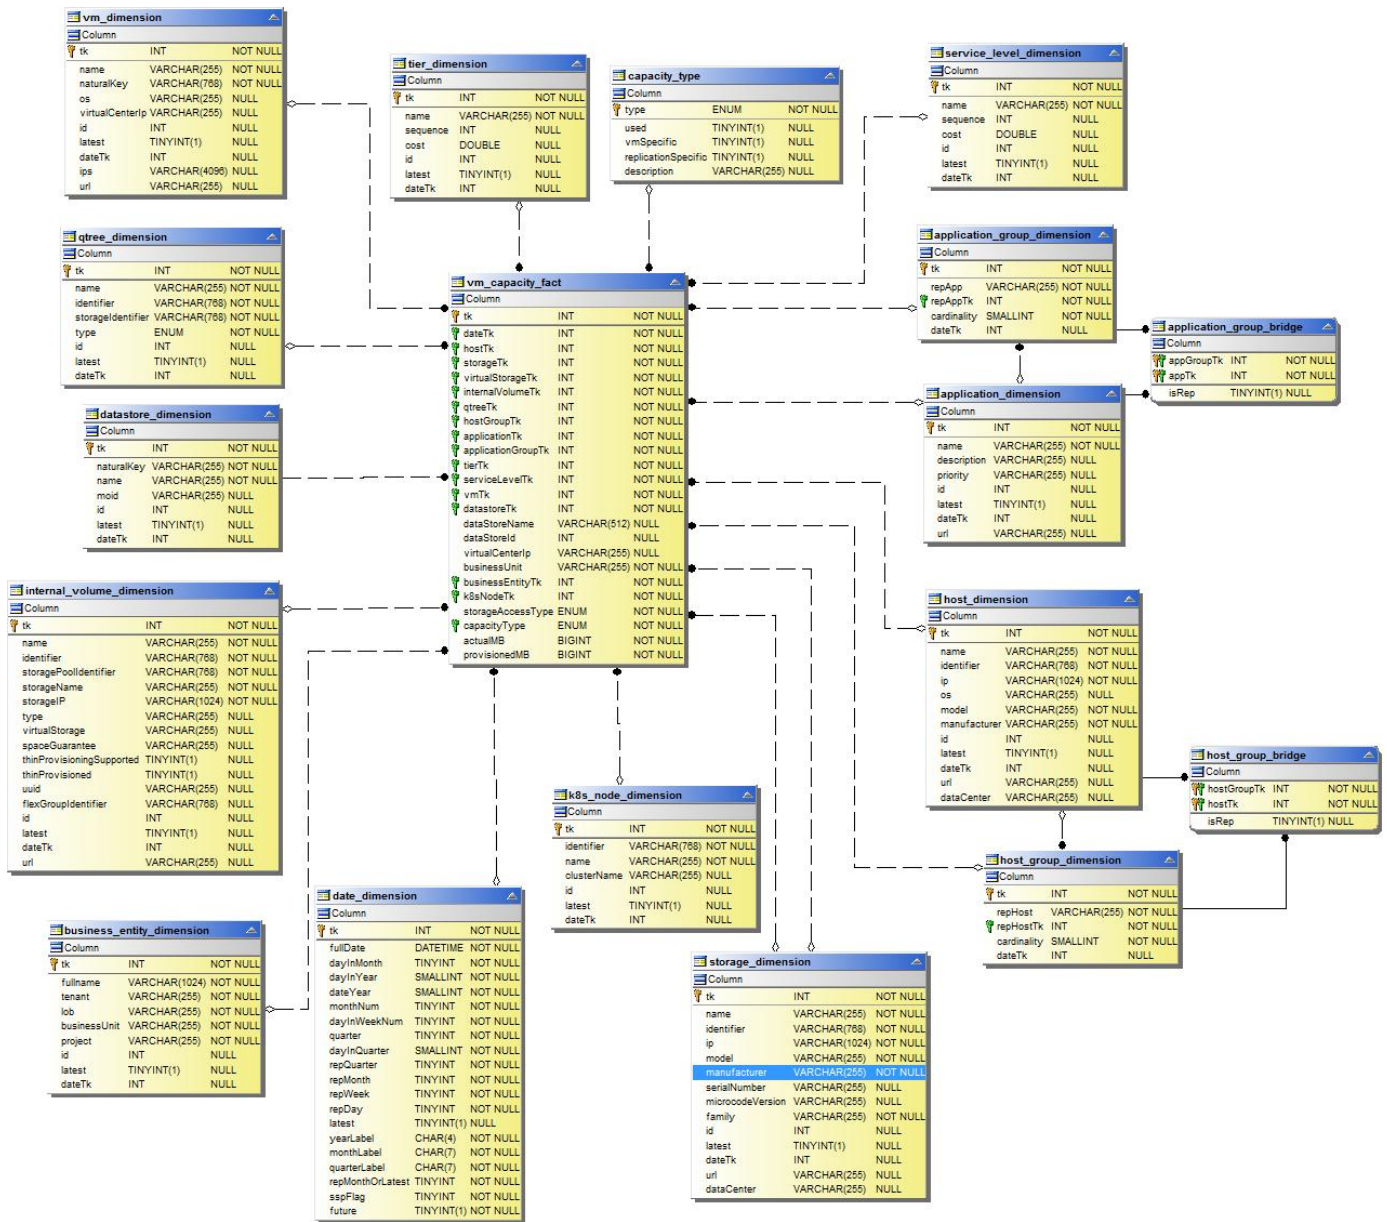 vm_dimension
Column
tk INT NOT NULL
name VARCHAR(255) NOT NULL
naturalKey VARCHAR(768) NOT NULL
os VARCHAR(255) NULL
virtualCenterIp VARCHAR(255) NULL
id INT NULL
latest TINYINT(1) NULL
dateTk INT NULL
ips VARCHAR(4096) NULL
url VARCHAR(255) NULL
tier_dimension
Column
tk INT NOT NULL
name VARCHAR(255) NOT NULL
sequence INT NULL
cost DOUBLE NULL
id INT NULL
latest TINYINT(1) NULL
dateTk INT NULL
capacity_type
Column
type ENUM NOT NULL
used TINYINT(1) NULL
vmSpecific TINYINT(1) NULL
replicationSpecific TINYINT(1) NULL
description VARCHAR(255) NULL
service_level_dimension
Column
tk INT NOT NULL
name VARCHAR(255) NOT NULL
sequence INT NULL
cost DOUBLE NULL
id INT NULL
latest TINYINT(1) NULL
dateTk INT NULL
qtree_dimension
Column
tk INT NOT NULL
name VARCHAR(255) NOT NULL
identifier VARCHAR(768) NOT NULL
storageIdentifier VARCHAR(768) NOT NULL
type ENUM NOT NULL
id INT NULL
latest TINYINT(1) NULL
dateTk INT NULL
vm_capacity_fact
Column
tk INT NOT NULL
dateTk INT NOT NULL
hostTk INT NOT NULL
storageTk INT NOT NULL
virtualStorageTk INT NOT NULL
internalVolumeTk INT NOT NULL
qtreeTk INT NOT NULL
hostGroupTk INT NOT NULL
applicationTk INT NOT NULL
applicationGroupTk INT NOT NULL
tierTk INT NOT NULL
serviceLevelTk INT NOT NULL
vmTk INT NOT NULL
datastoreTk INT NOT NULL
dataStoreName VARCHAR(512) NULL
dataStoreId INT NULL
virtualCenterIp VARCHAR(255) NULL
businessUnit VARCHAR(255) NOT NULL
businessEntityTk INT NOT NULL
k8sNodeTk INT NOT NULL
storageAccessType ENUM NOT NULL
capacityType ENUM NOT NULL
actualMB BIGINT NOT NULL
provisionedMB BIGINT NOT NULL
application_group_dimension
Column
tk INT NOT NULL
repApp VARCHAR(255) NOT NULL
repAppTk INT NOT NULL
cardinality SMALLINT NOT NULL
dateTk INT NULL
application_group_bridge
Column
appGroupTk INT NOT NULL
appTk INT NOT NULL
isRep TINYINT(1) NULL
application_dimension
Column
tk INT NOT NULL
name VARCHAR(255) NOT NULL
description VARCHAR(255) NULL
priority VARCHAR(255) NULL
id INT NULL
latest TINYINT(1) NULL
dateTk INT NULL
url VARCHAR(255) NULL
datastore_dimension
Column
tk INT NOT NULL
naturalKey VARCHAR(255) NOT NULL
name VARCHAR(255) NOT NULL
moid VARCHAR(255) NULL
id INT NULL
latest TINYINT(1) NULL
dateTk INT NULL
internal_volume_dimension
Column
tk INT NOT NULL
name VARCHAR(255) NOT NULL
identifier VARCHAR(768) NOT NULL
storagePoolIdentifier VARCHAR(768) NOT NULL
storageName VARCHAR(255) NOT NULL
storageIP VARCHAR(1024) NOT NULL
type VARCHAR(255) NULL
virtualStorage VARCHAR(255) NULL
spaceGuarantee VARCHAR(255) NULL
thinProvisioningSupported TINYINT(1) NULL
thinProvisioned TINYINT(1) NULL
uuid VARCHAR(255) NULL
flexGroupIdentifier VARCHAR(768) NULL
id INT NULL
latest TINYINT(1) NULL
dateTk INT NULL
url VARCHAR(255) NULL
host_dimension
Column
tk INT NOT NULL
name VARCHAR(255) NOT NULL
identifier VARCHAR(768) NOT NULL
ip VARCHAR(1024) NOT NULL
os VARCHAR(255) NULL
model VARCHAR(255) NOT NULL
manufacturer VARCHAR(255) NOT NULL
id INT NULL
latest TINYINT(1) NULL
dateTk INT NULL
url VARCHAR(255) NULL
dataCenter VARCHAR(255) NULL
host_group_bridge
Column
hostGroupTk INT NOT NULL
hostTk INT NOT NULL
isRep TINYINT(1) NULL
host_group_dimension
Column
tk INT NOT NULL
repHost VARCHAR(255) NOT NULL
repHostTk INT NOT NULL
cardinality SMALLINT NOT NULL
dateTk INT NULL
k8s_node_dimension
Column
tk INT NOT NULL
identifier VARCHAR(768) NOT NULL
name VARCHAR(255) NOT NULL
clusterName VARCHAR(255) NULL
id INT NULL
latest TINYINT(1) NULL
dateTk INT NULL
date_dimension
Column
tk INT NOT NULL
fullDate DATETIME NOT NULL
dayInMonth TINYINT NOT NULL
dayInYear SMALLINT NOT NULL
dateYear SMALLINT NOT NULL
monthNum TINYINT NOT NULL
dayInWeekNum TINYINT NOT NULL
quarter TINYINT NOT NULL
dayInQuarter SMALLINT NOT NULL
repQuarter TINYINT NOT NULL
repMonth TINYINT NOT NULL
repWeek TINYINT NOT NULL
repDay TINYINT NOT NULL
latest TINYINT(1) NULL
yearLabel CHAR(4) NOT NULL
monthLabel CHAR(7) NOT NULL
quarterLabel CHAR(7) NOT NULL
repMonthOrLatest TINYINT NOT NULL
sspFlag TINYINT NOT NULL
future TINYINT(1) NOT NULL
business_entity_dimension
Column
tk INT NOT NULL
fullname VARCHAR(1024) NOT NULL
tenant VARCHAR(255) NOT NULL
lob VARCHAR(255) NOT NULL
businessUnit VARCHAR(255) NOT NULL
project VARCHAR(255) NOT NULL
id INT NULL
latest TINYINT(1) NULL
dateTk INT NULL
storage_dimension
Column
tk INT NOT NULL
name VARCHAR(255) NOT NULL
identifier VARCHAR(768) NOT NULL
ip VARCHAR(1024) NOT NULL
model VARCHAR(255) NOT NULL
manufacturer VARCHAR(255) NOT NULL
serialNumber VARCHAR(255) NULL
microcodeVersion VARCHAR(255) NULL
family VARCHAR(255) NOT NULL
id INT NULL
latest TINYINT(1) NULL
dateTk INT NULL
url VARCHAR(255) NULL
dataCenter VARCHAR(255) NULL